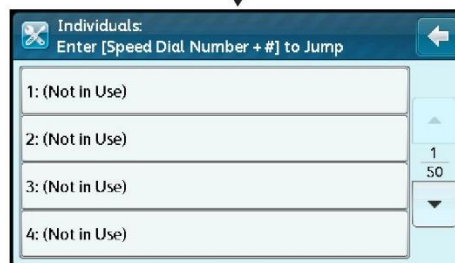 Individuals:
Enter [Speed Dial Number + #] to Jump
1: (Not in Use)
2: (Not in Use)
3: (Not in Use)
4: (Not in Use)
1
50